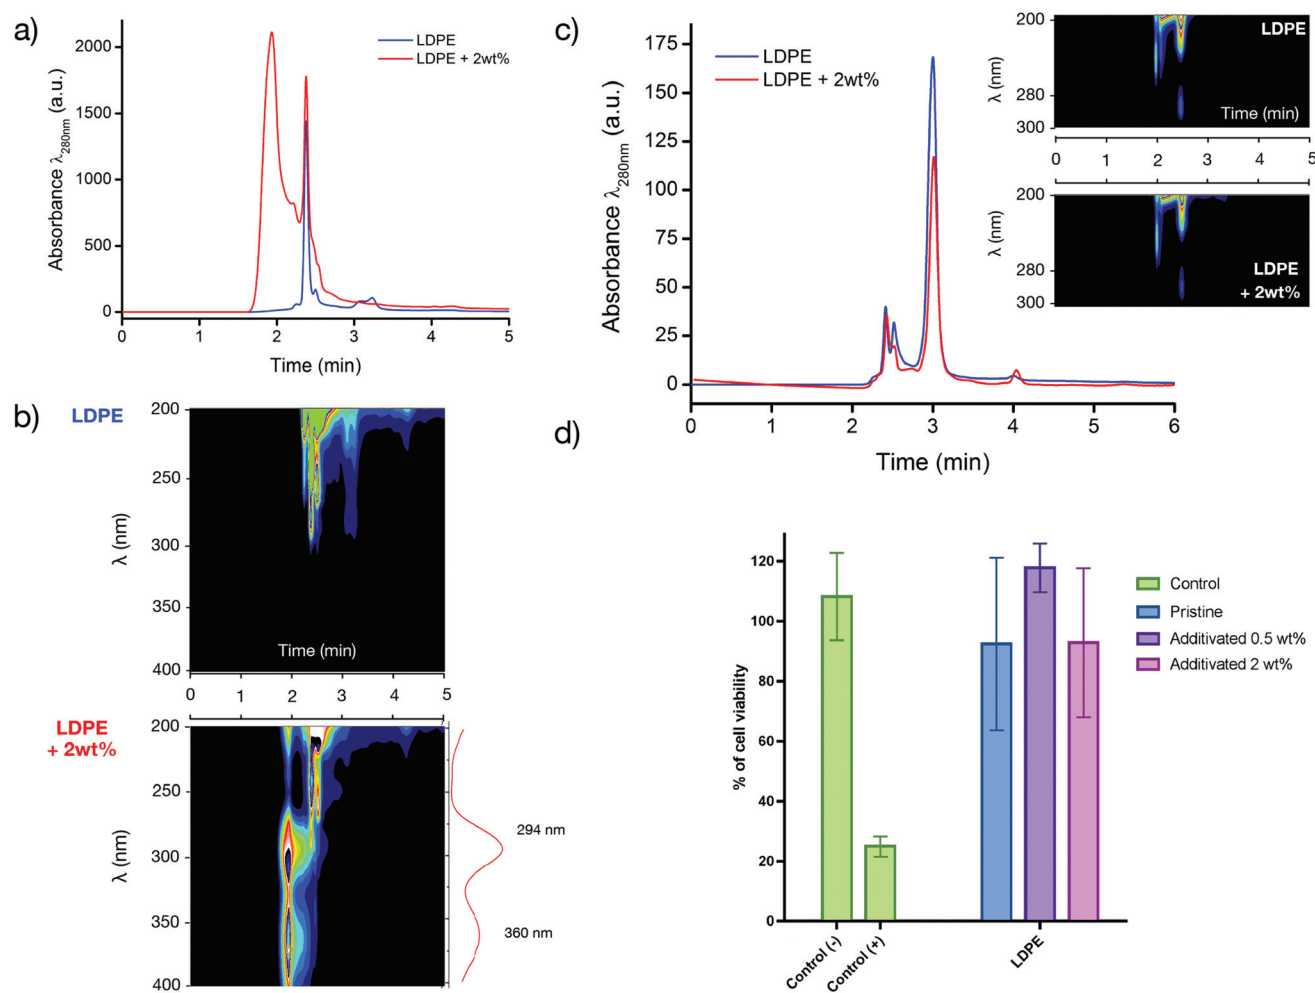 a)
2000
1500
1000
500
0
Absorbance λ280nm (a.u.)
LDPE
LDPE + 2wt%
0 1 2 3 4 5
Time (min)
c)
175
150
125
100
75
50
25
0
Absorbance λ280nm (a.u.)
LDPE
LDPE + 2wt%
0 1 2 3 4 5 6
Time (min)
200
280
300
λ (nm)
LDPE
Time (min)
0 1 2 3 4 5
200
280
300
λ (nm)
LDPE
+ 2wt%
b)
LDPE
200
250
300
350
400
λ (nm)
Time (min)
0 1 2 3 4 5
LDPE
+ 2wt%
200
250
300
350
400
λ (nm)
294 nm
360 nm
d)
120
100
80
60
40
20
0
% of cell viability
Control (-)
Control (+)
LDPE
Control
Pristine
Additivated 0.5 wt%
Additivated 2 wt%